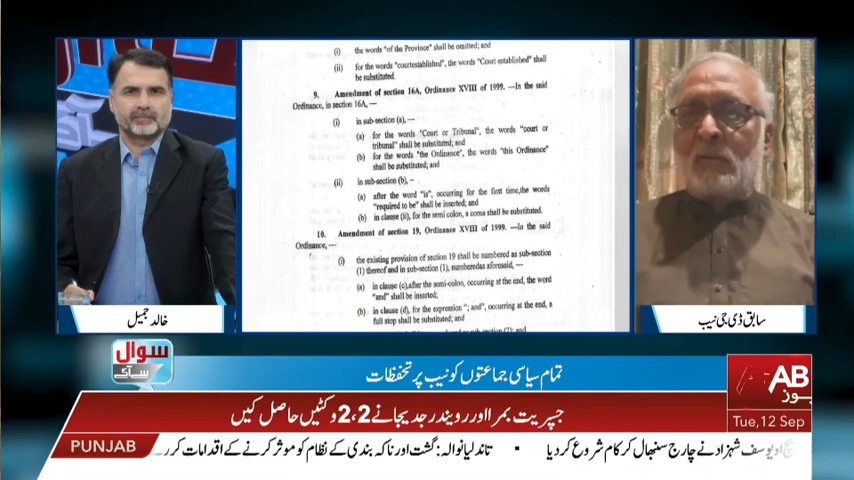 (i) the words "of the Province" shall be omitted; and
(ii) for the words "courtestablished", the words "Court established" shall
be substituted.
9. Amendment of section 16A, Ordinance XVIII of 1999. —In the said
Ordinance, in section 16A, —
(i) in sub-section (a), —
(a) for the words "Court or Tribunal", the words "court or
tribunal" shall be substituted; and
(b) for the words "the Ordinance", the words "this Ordinance"
shall be substituted; and
(ii) in sub-section (b), –
(a) after the word "is", occurring for the first time,the words
"required to be" shall be inserted; and
(b) in clause (ii), for the semi colon, a coma shall be substituted.
10. Amendment of section 19, Ordinance XVIII of 1999. —In the said
Ordinance, —
(i) the existing provision of section 19 shall be numbered as sub-section
(1) thereof and in sub-section (1), numberedas aforesaid, —
(a) in clause (c),after the semi-colon, occurring at the end, the word
"and" shall be inserted;
(b) in clause (d), for the expression "; and", occurring at the end, a
full stop shall be substituted; and
خالد جمیل
سابق ڈی جی نیب
سوال
سے آگے
تمام سیاسی جماعتوں کو نیب پر تحفظات
AB
نیوز
جسپریت بمرا اور رویندر جدیجا نے 2،2 وکٹیں حاصل کیں
Tue,12 Sep
PUNJAB
یوسف شہزاد نے چارج سنبھال کر کام شروع کر دیا ▪ تاندلیانوالہ: گشت اور ناکہ بندی کے نظام کو موثر کرنے کے اقدامات کر رہے